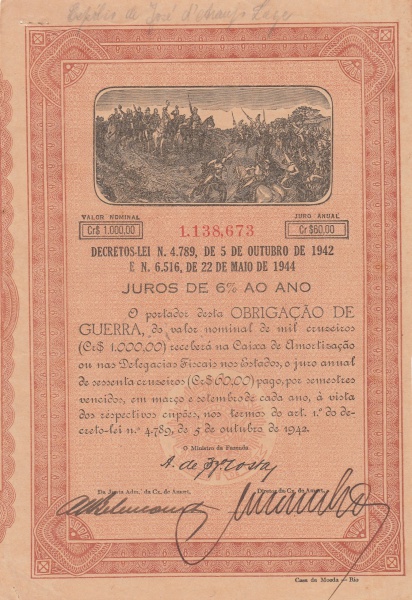 Espólio de José d'Araujo Lage
VALOR NOMINAL
Cr$ 1.000,00
1.138,673
JURO ANUAL
Cr $60,00
DECRETOS-LEI N. 4.789, DE 5 DE OUTUBRO DE 1942
E N. 6.516, DE 22 DE MAIO DE 1944
JUROS DE 6% AO ANO
O portador desta OBRIGAÇÃO DE
GUERRA, do valor nominal de mil cruzeiros
(Cr$ 1.000,00) receberá na Caixa de Amortização
ou nas Delegacias Fiscais nos Estados, o juro anual
de sessenta cruzeiros (Cr$ 60,00) pago, por semestres
vencidos, em março e setembro de cada ano, à vista
dos respectivos cupões, nos termos do art. 1.º do de-
creto-lei n.º 4.789, de 5 de outubro de 1942.
O Ministro da Fazenda.
A. de
Da Junta Adm. da Cx. de Amort.
Diretor da Cx. de Amort.
Casa da Moeda — Rio